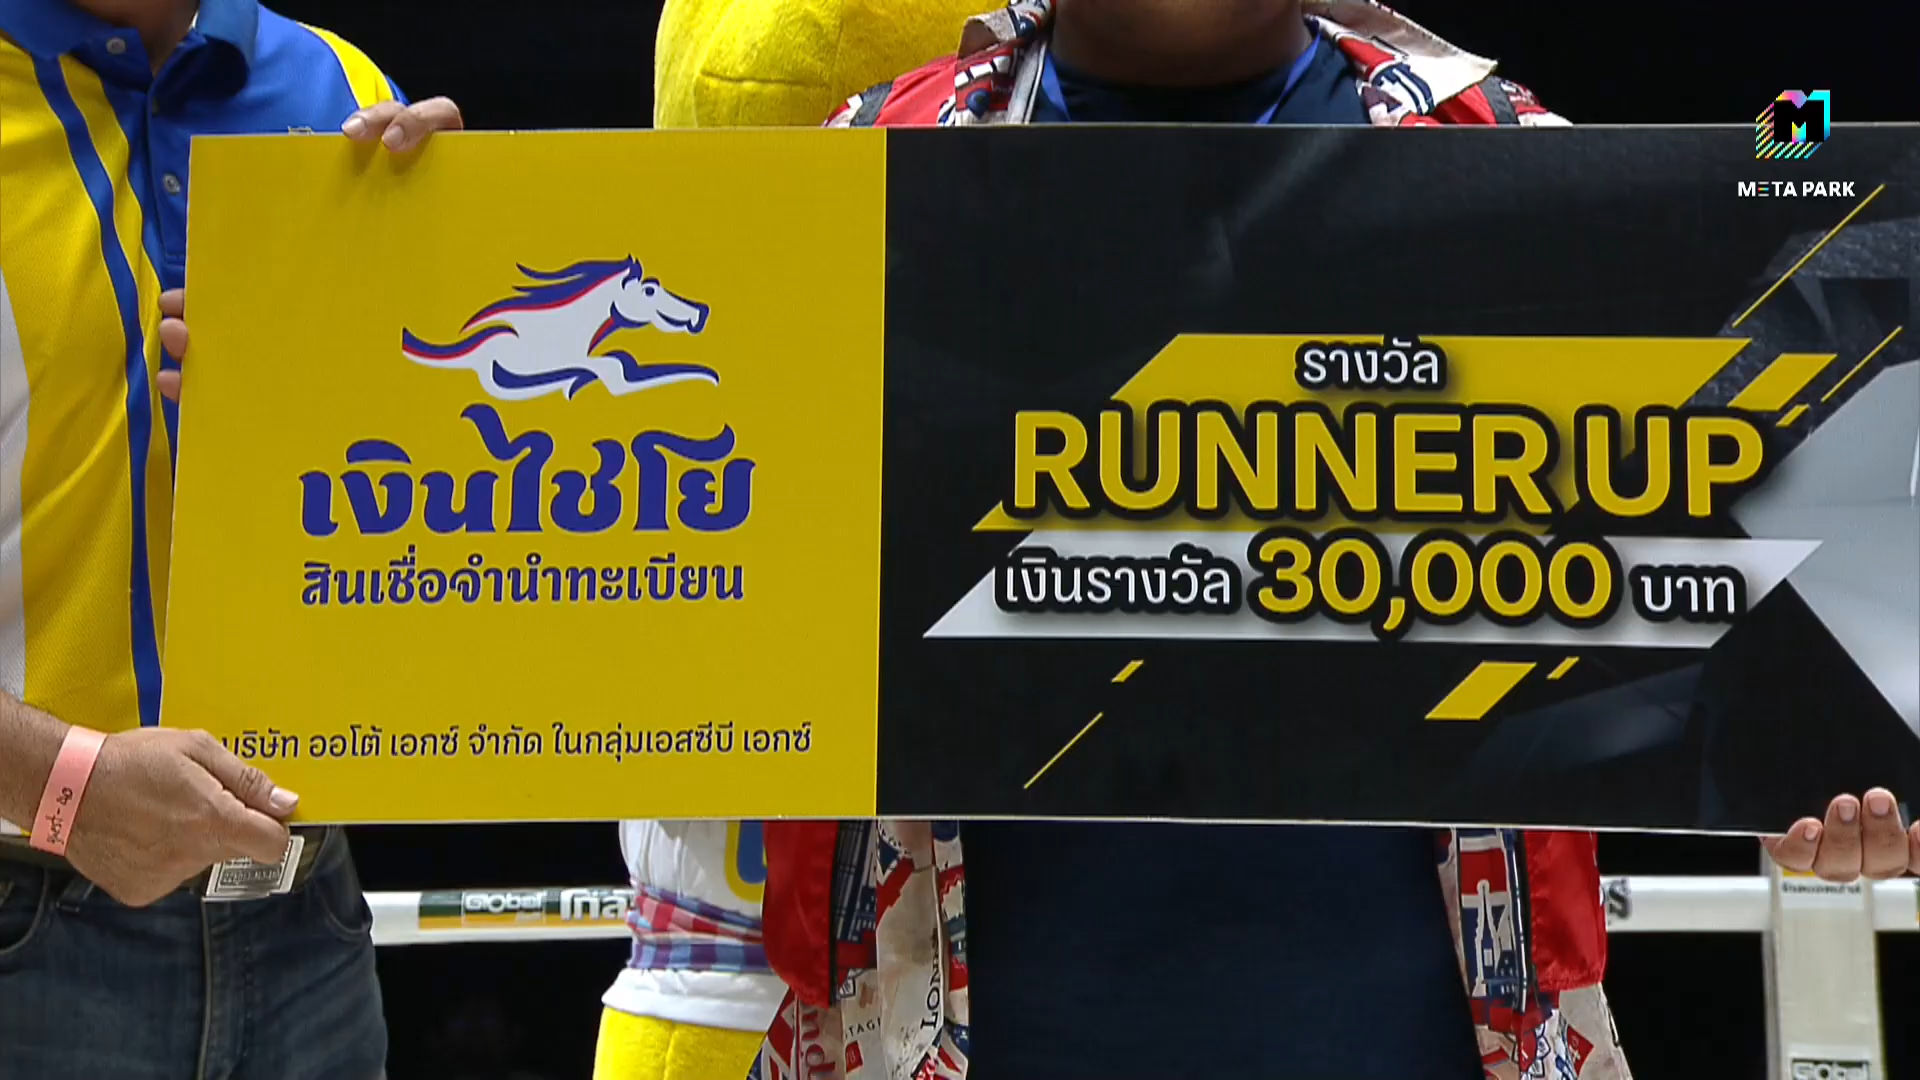 META PARK
เงินไชโย
สินเชื่อจำนำทะเบียน
บริษัท ออโต้ เอกซ์ จำกัด ในกลุ่มเอสซีบี เอกซ์
รางวัล
RUNNER UP
เงินรางวัล 30,000 บาท
Global
Global